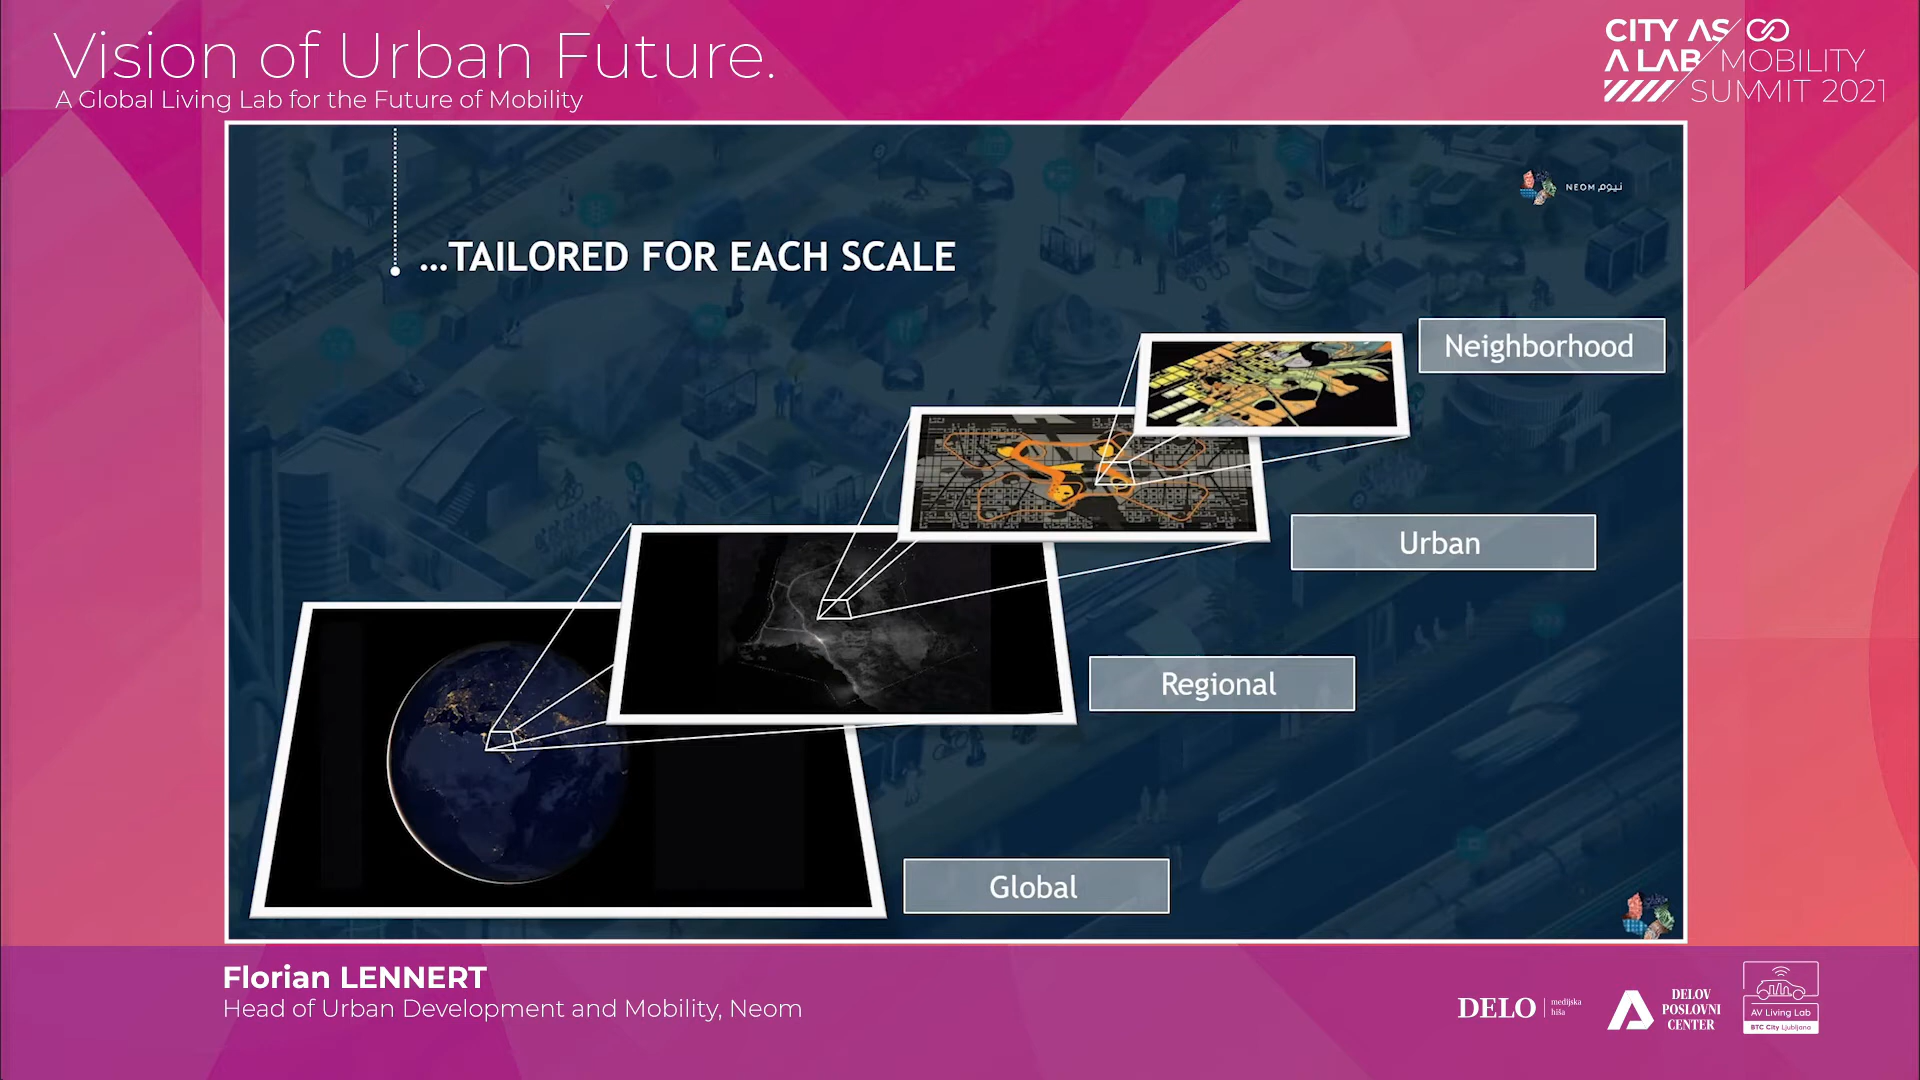 Vision of Urban Future.
A Global Living Lab for the Future of Mobility
CITY AS
A LAB MOBILITY
SUMMIT 2021
NEOM نيوم
...TAILORED FOR EACH SCALE
Neighborhood
Urban
Regional
Global
Florian LENNERT
Head of Urban Development and Mobility, Neom
DELO medijska
hiša
DELOV
POSLOVNI
CENTER
AV Living Lab
BTC City Ljubljana